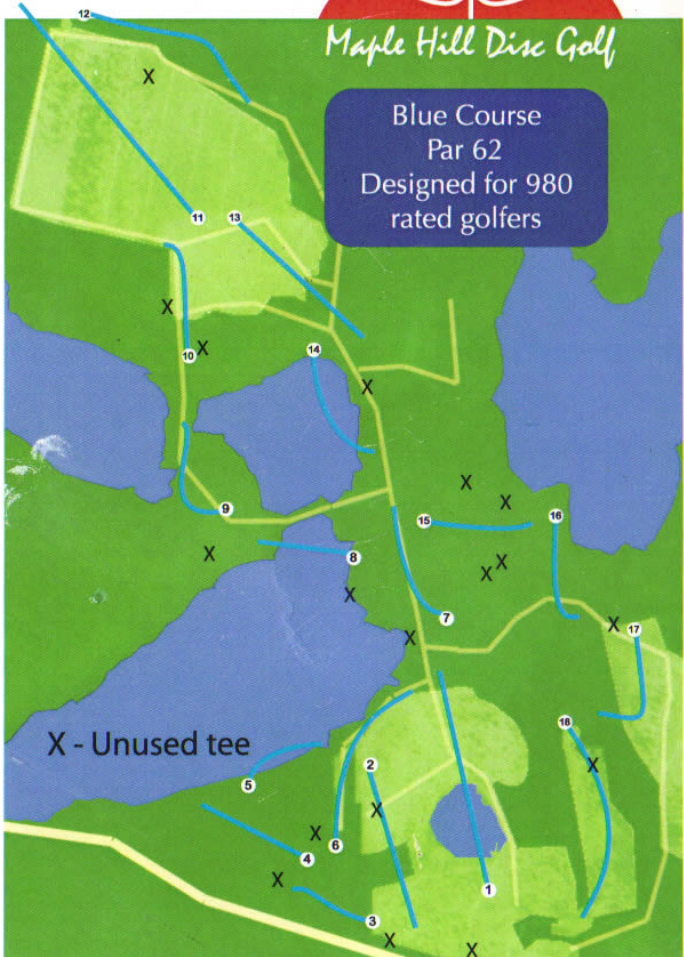 Maple Hill Disc Golf
Blue Course
Par 62
Designed for 980
rated golfers
12
X
11
13
X
10
X
14
X
X
X
9
15
16
X
8
X
X
X
7
X
X
17
18
X
2
5
X
X
6
4
X
1
3
X
X
X - Unused tee